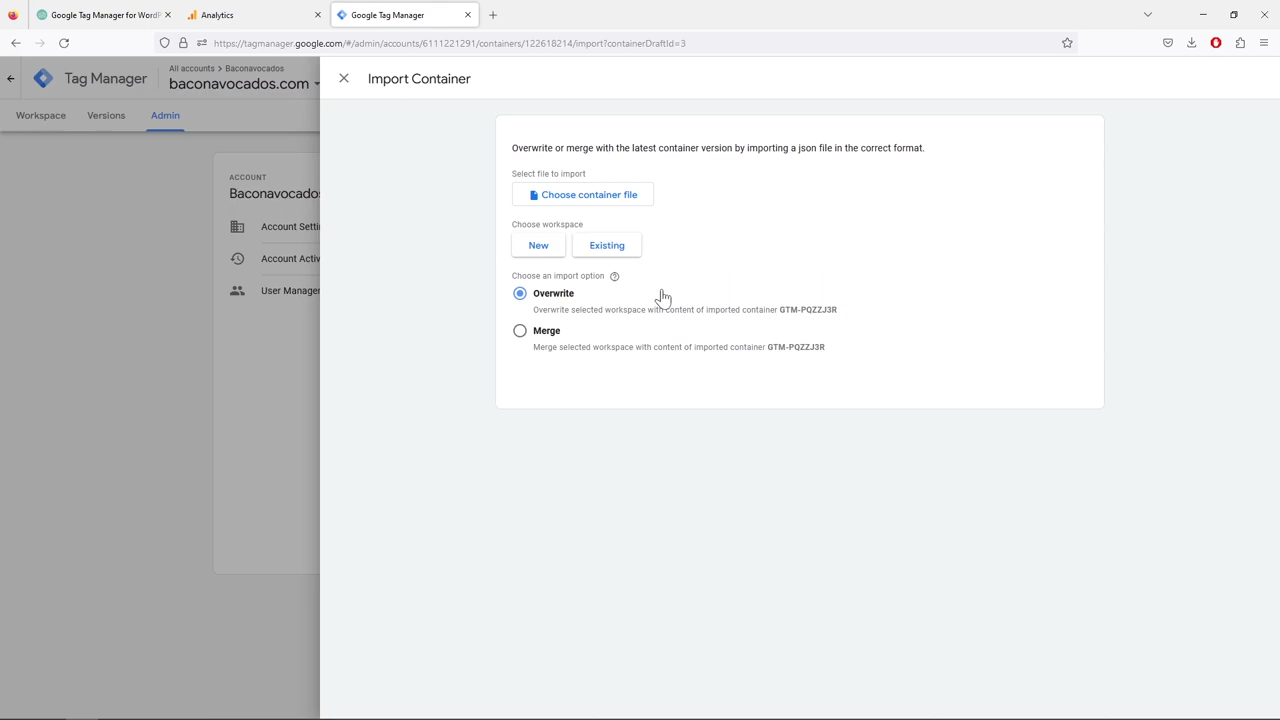 Google Tag Manager for WordP
Analytics
Google Tag Manager
https://tagmanager.google.com/#/admin/accounts/6111221291/containers/122618214/import?containerDraftId=3
Tag Manager
All accounts > Baconavocados
baconavocados.com
Import Container
Workspace
Versions
Admin
Overwrite or merge with the latest container version by importing a json file in the correct format.
Select file to import
Choose container file
Choose workspace
New
Existing
Choose an import option
Overwrite
Overwrite selected workspace with content of imported container GTM-PQZZJ3R
Merge
Merge selected workspace with content of imported container GTM-PQZZJ3R
ACCOUNT
Baconavocados
Account Setti
Account Activ
User Manager